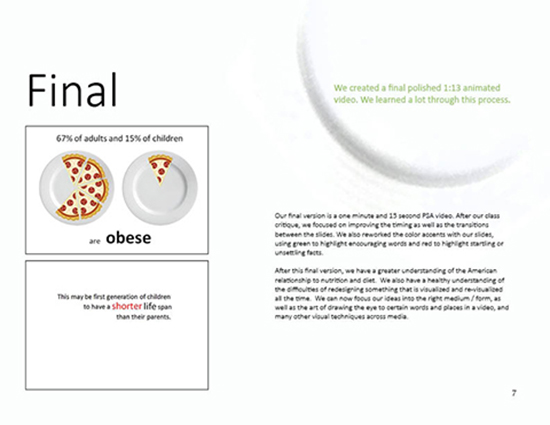 Final
67% of adults and 15% of children
are obese
This may be first generation of children
to have a shorter life span
than their parents.
We created a final polished 1:13 animated
video. We learned a lot through this process.
Our final version is a one minute and 13 second PSA video. After our class
critique, we focused on improving the timing as well as the transitions
between the slides. We also reworked the color accents with our slides,
using green to highlight encouraging words and red to highlight startling or
unsettling facts.
After this final version, we have a greater understanding of the American
relationship to nutrition and diet. We also have a healthy understanding of
the difficulties of redesigning something that is visualized and re-visualized
all the time. We can now focus our ideas into the right medium / form, as
well as the art of drawing the eye to certain words and places in a video, and
many other visual techniques across media.
7